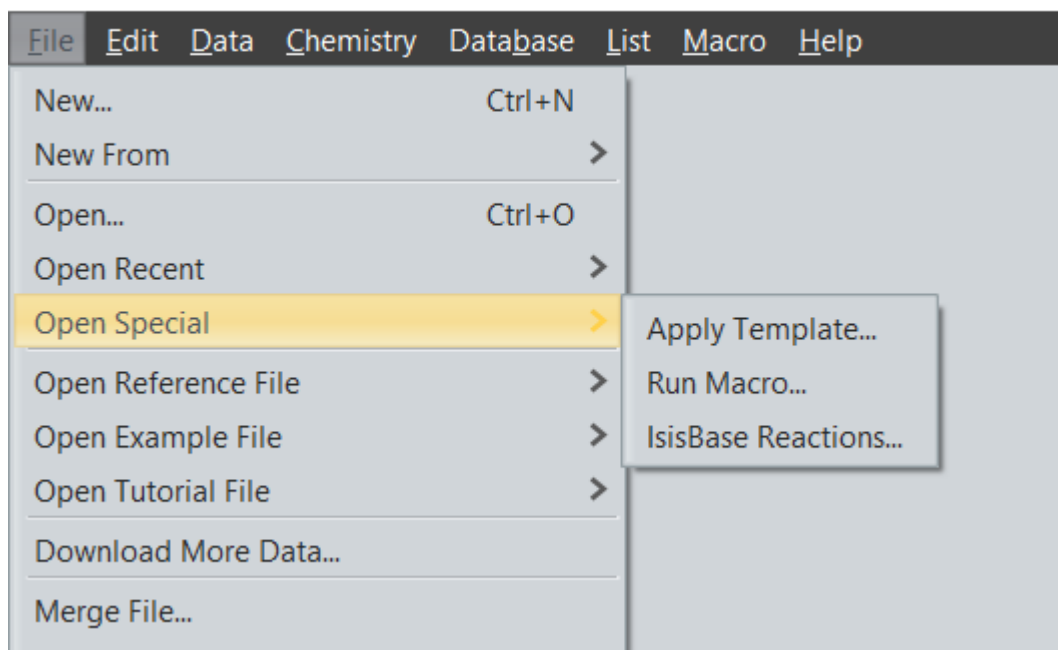 File Edit Data Chemistry Database List Macro Help
New... Ctrl+N
New From
Open... Ctrl+O
Open Recent
Open Special
Apply Template...
Run Macro...
IsisBase Reactions...
Open Reference File
Open Example File
Open Tutorial File
Download More Data...
Merge File...